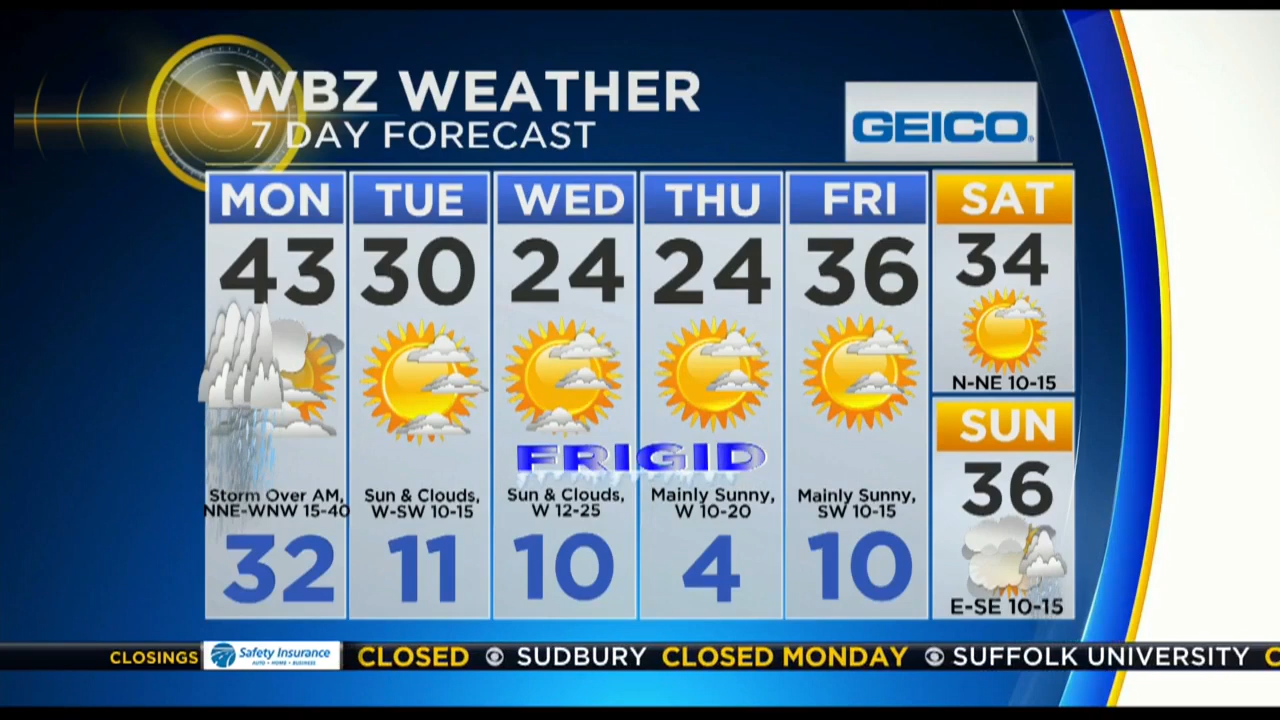 WBZ WEATHER
7 DAY FORECAST
GEICO®
MON
43
Storm Over AM,
NNE-WNW 15-40
32
TUE
30
Sun & Clouds,
W-SW 10-15
11
WED
24
FRIGID
Sun & Clouds,
W 12-25
10
THU
24
Mainly Sunny,
W 10-20
4
FRI
36
Mainly Sunny,
SW 10-15
10
SAT
34
N-NE 10-15
SUN
36
E-SE 10-15
CLOSINGS Safety Insurance CLOSED SUDBURY CLOSED MONDAY SUFFOLK UNIVERSITY C
AUTO • HOME • BUSINESS